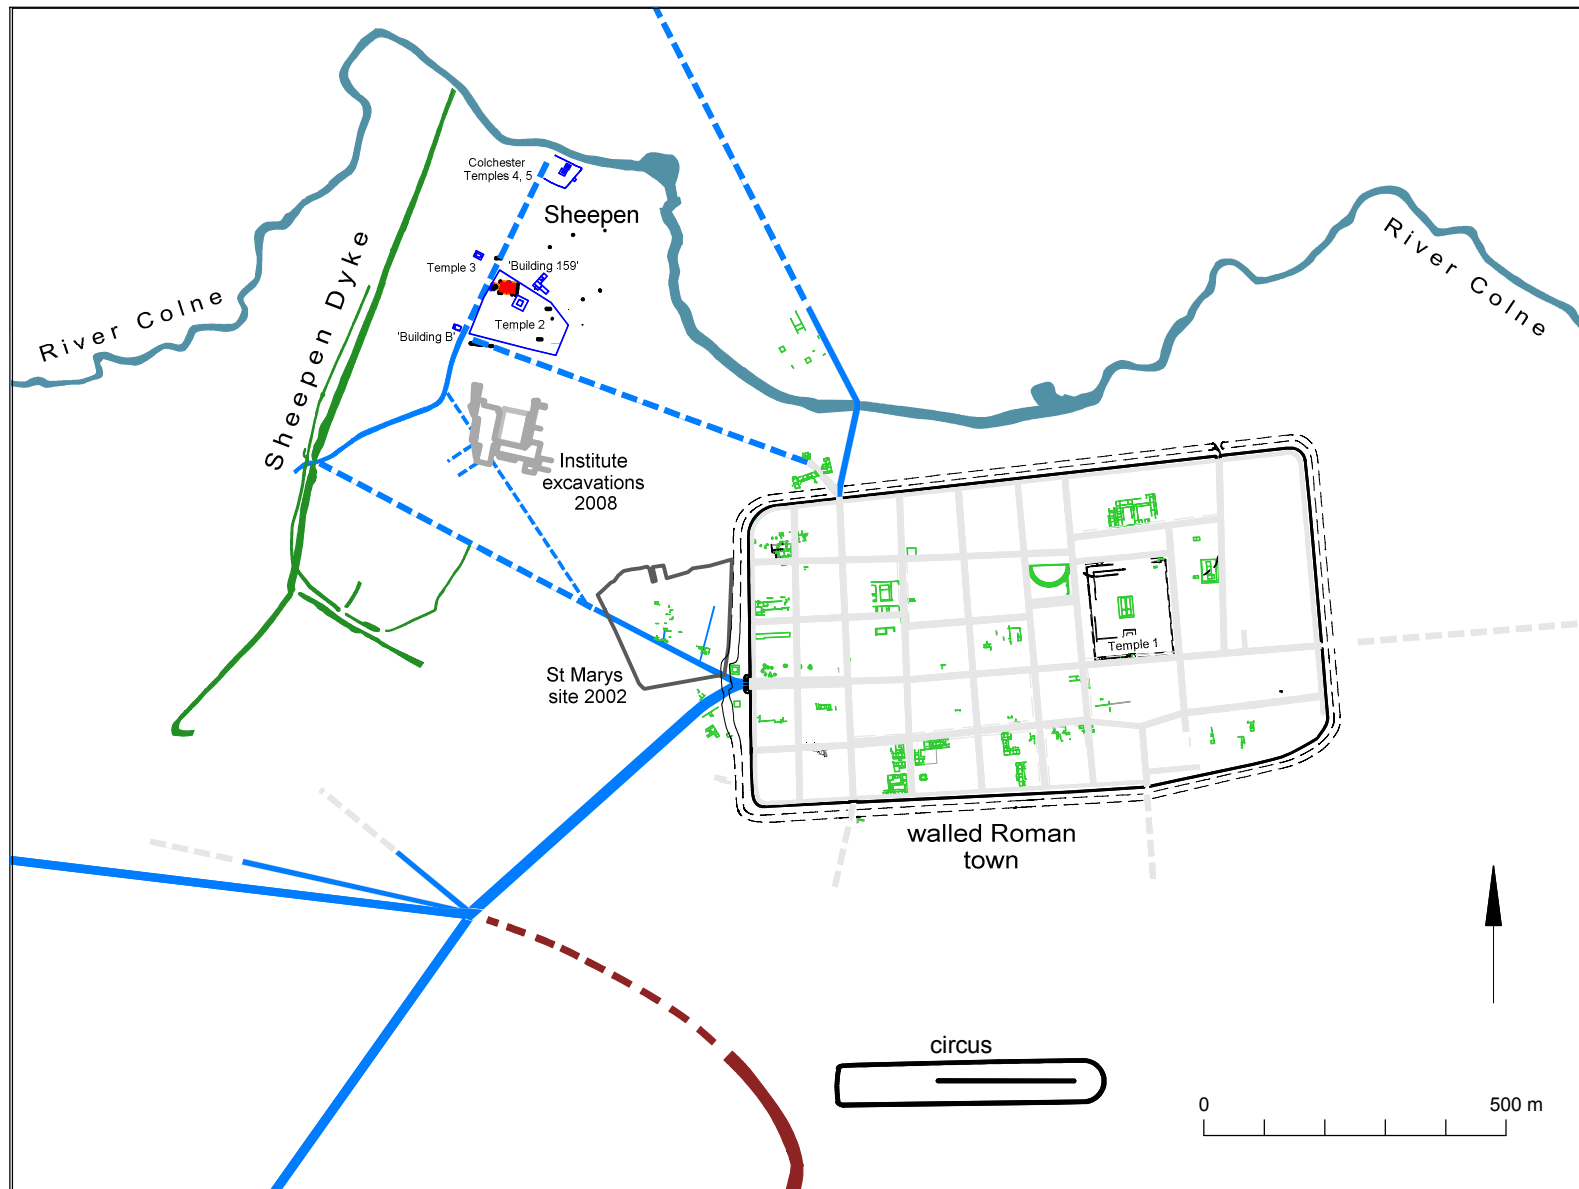 Colchester
Temples 4, 5
Sheepen
River Colne
Sheepen Dyke
Temple 3
'Building 159'
Temple 2
'Building B'
River Colne
Institute
excavations
2008
Temple 1
St Marys
site 2002
walled Roman
town
circus
0 500 m